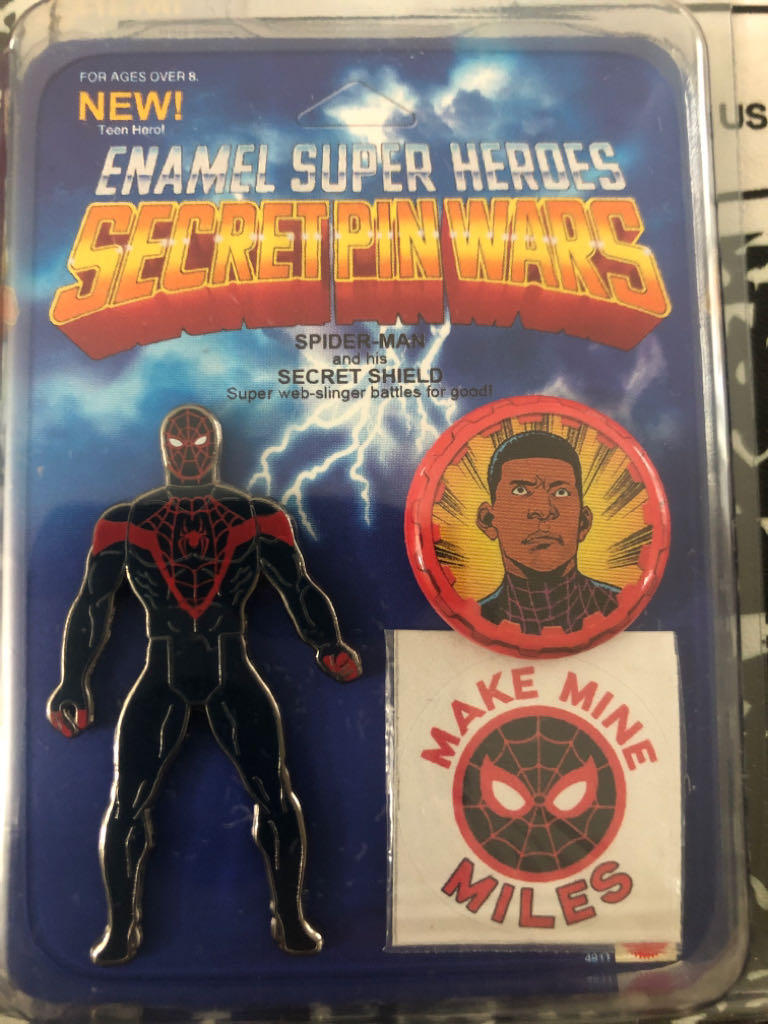 FOR AGES OVER 8.
NEW!
Teen Hero!
ENAMEL SUPER HEROES
SECRET PIN WARS
SPIDER-MAN
and his
SECRET SHIELD
Super web-slinger battles for good!
MAKE MINE
MILES
4811
US